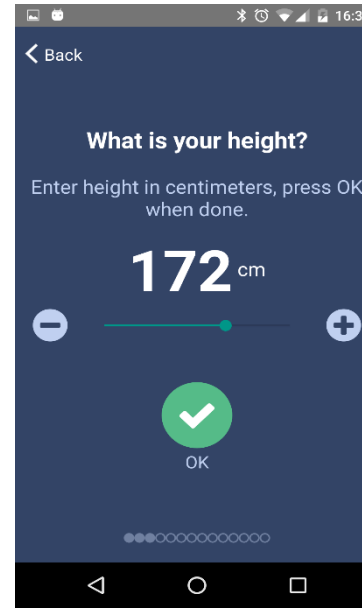 16:3
Back
What is your height?
Enter height in centimeters, press OK
when done.
172 cm
OK